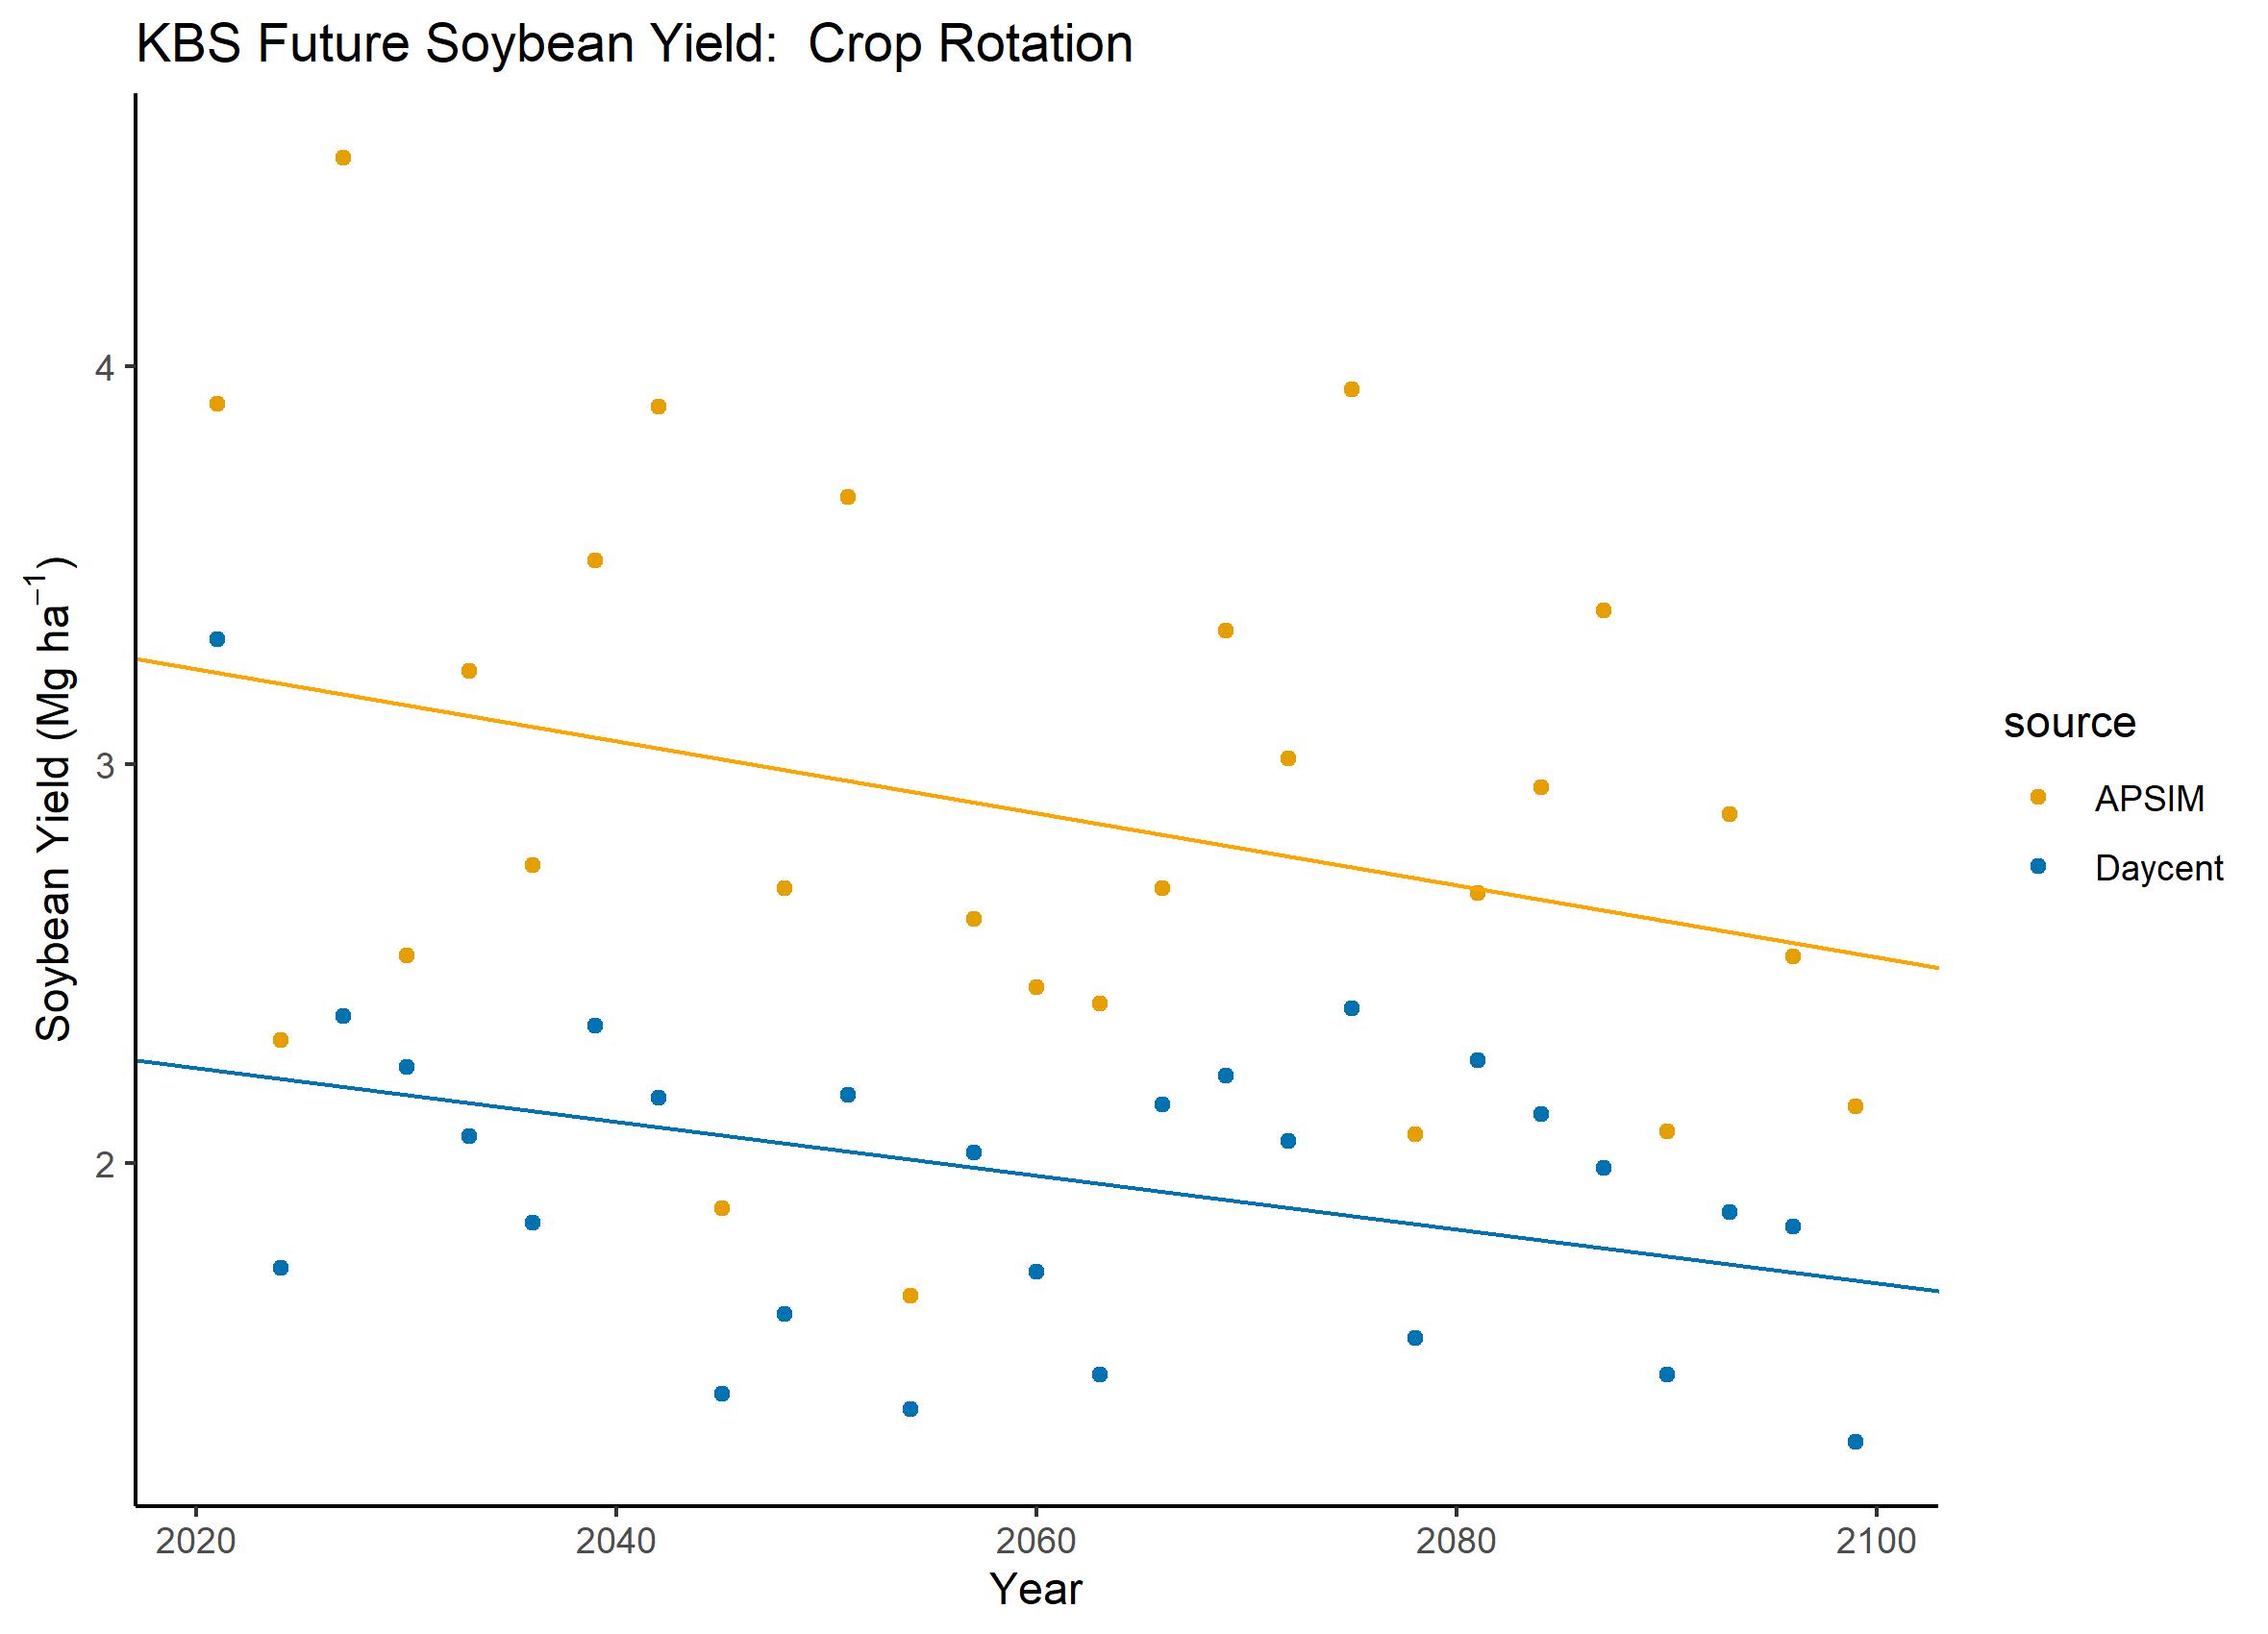 KBS Future Soybean Yield:  Crop Rotation
Soybean Yield (Mg ha⁻¹)
4
3
2
2020 2040 2060 2080 2100
Year
source
APSIM
Daycent